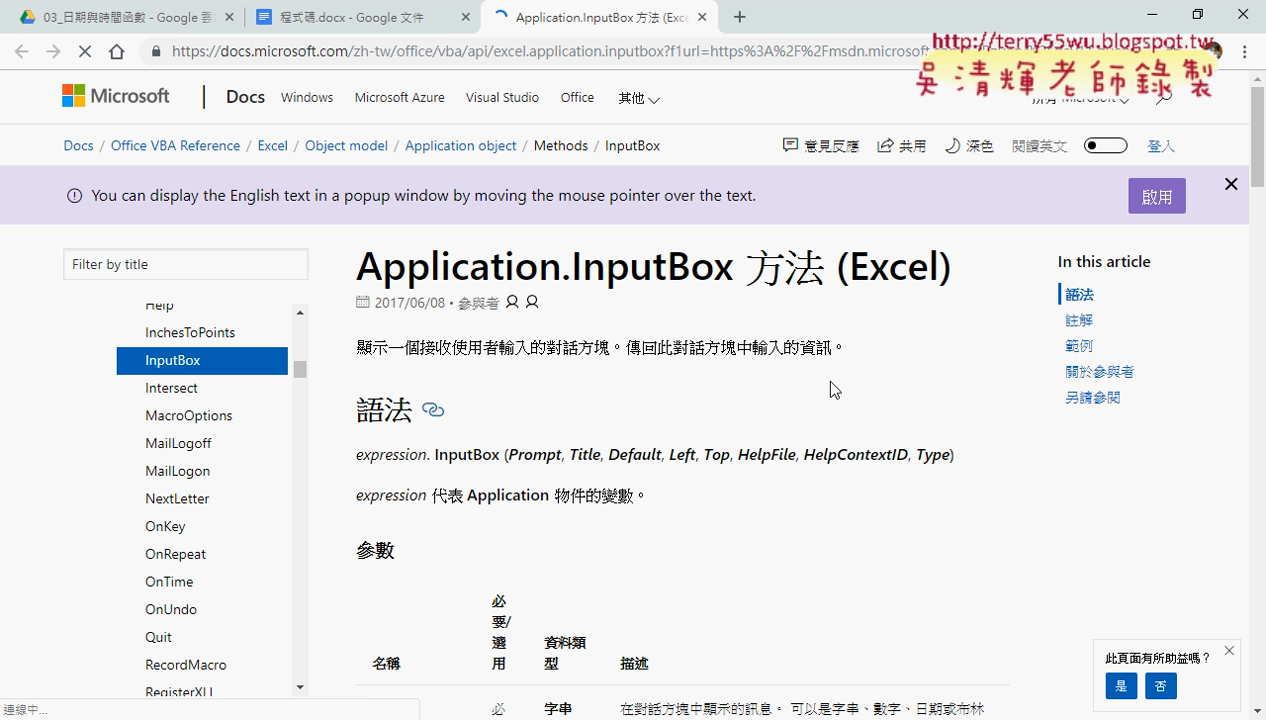 03_日期與時間函數 - Google 雲
程式碼.docx - Google 文件
Application.InputBox 方法 (Exce
https://docs.microsoft.com/zh-tw/office/vba/api/excel.application.inputbox?f1url=https%3A%2F%2Fmsdn.microsof
http://terry55wu.blogspot.tw
吳清輝老師錄製
Microsoft
Docs
Windows
Microsoft Azure
Visual Studio
Office
其他
所有 Microsoft
Docs / Office VBA Reference / Excel / Object model / Application object / Methods / InputBox
意見反應
共用
深色
閱讀英文
登入
You can display the English text in a popup window by moving the mouse pointer over the text.
啟用
Filter by title
Help
InchesToPoints
InputBox
Intersect
MacroOptions
MailLogoff
MailLogon
NextLetter
OnKey
OnRepeat
OnTime
OnUndo
Quit
RecordMacro
RegisterXLL
Application.InputBox 方法 (Excel)
2017/06/08 • 參與者
顯示一個接收使用者輸入的對話方塊。傳回此對話方塊中輸入的資訊。
語法
expression. InputBox (Prompt, Title, Default, Left, Top, HelpFile, HelpContextID, Type)
expression 代表 Application 物件的變數。
參數
名稱
必要/選用
資料類型
描述
必
字串
在對話方塊中顯示的訊息。 可以是字串、數字、日期或布林
In this article
語法
註解
範例
關於參與者
另請參閱
此頁面有所助益嗎？
是
否
連線中...